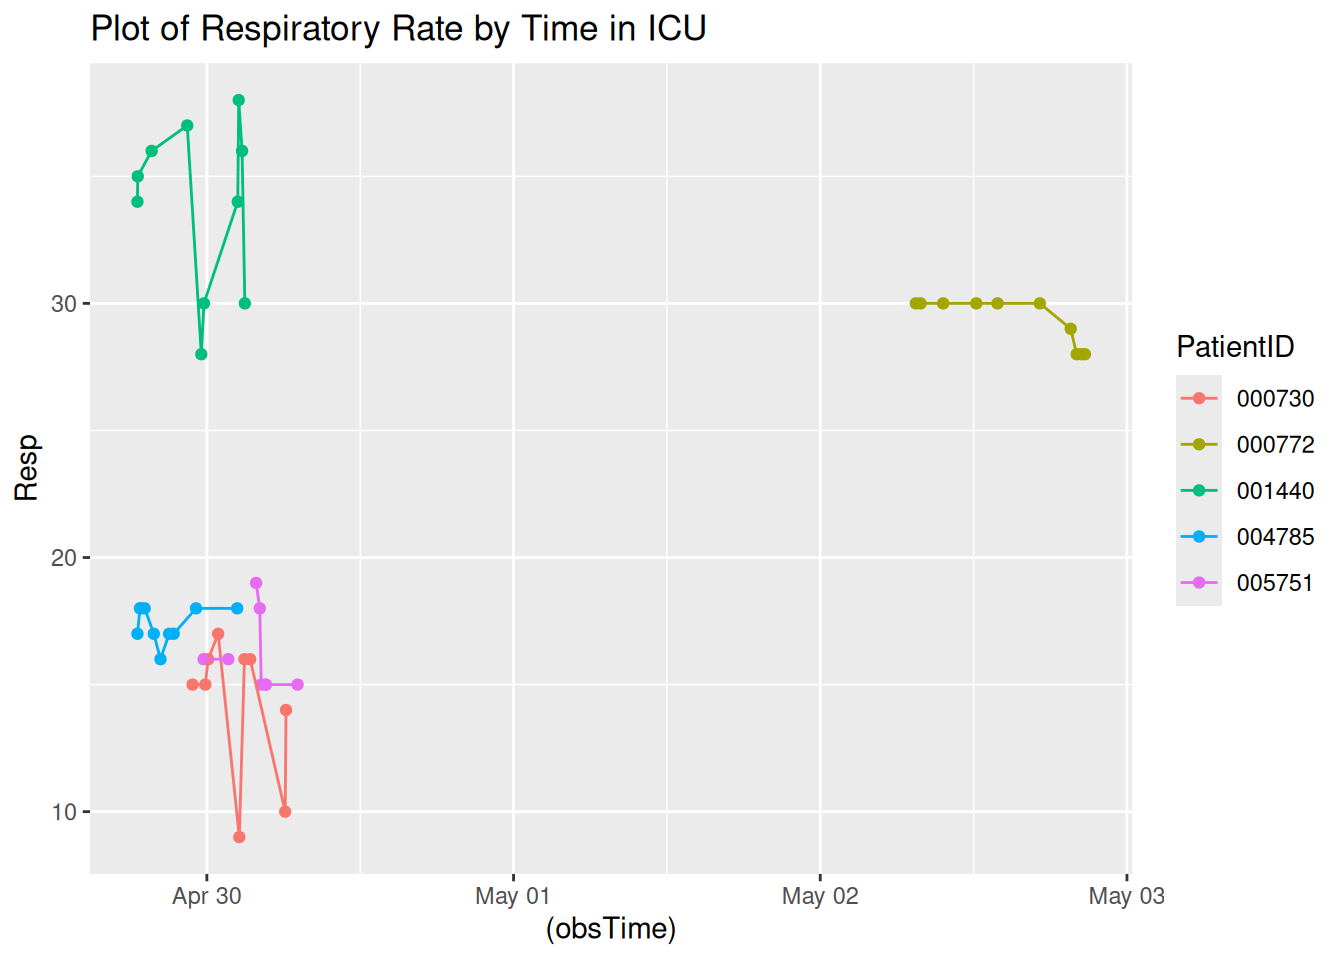 Plot of Respiratory Rate by Time in ICU
Resp
30
20
10
Apr 30
May 01
May 02
May 03
(obsTime)
PatientID
000730
000772
001440
004785
005751